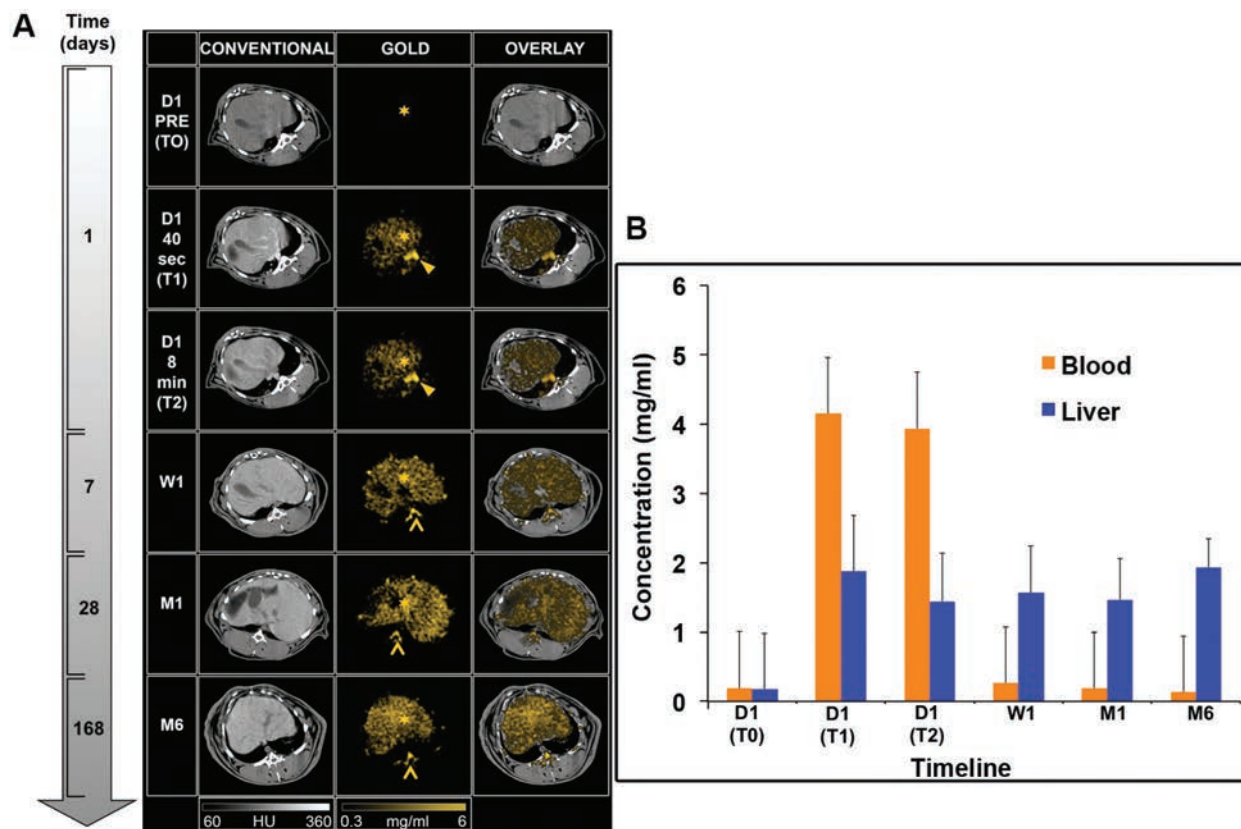 A
Time
(days)
CONVENTIONAL GOLD OVERLAY
1
D1
PRE
(TO)
D1
40
sec
(T1)
D1
8
min
(T2)
7
W1
28
M1
168
M6
60 HU 360
0.3 mg/ml 6
B
Concentration (mg/ml)
6
5
4
3
2
1
0
Blood
Liver
D1 D1 D1 W1 M1 M6
(T0) (T1) (T2)
Timeline